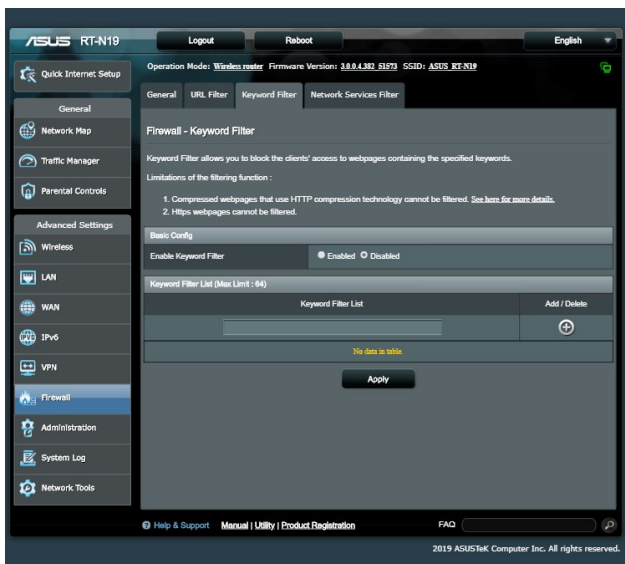 ASUS RT-N19
Logout
Reboot
English
Quick Internet Setup
Operation Mode: Wireless router Firmware Version: 3.0.0.4.382_51573 SSID: ASUS_RT-N19
General
URL Filter
Keyword Filter
Network Services Filter
General
Network Map
Traffic Manager
Parental Controls
Advanced Settings
Wireless
LAN
WAN
IPv6
VPN
Firewall
Administration
System Log
Network Tools
Firewall - Keyword Filter
Keyword Filter allows you to block the clients' access to webpages containing the specified keywords.
Limitations of the filtering function :
1. Compressed webpages that use HTTP compression technology cannot be filtered. See here for more details.
2. Https webpages cannot be filtered.
Basic Config
Enable Keyword Filter
Enabled
Disabled
Keyword Filter List (Max Limit : 64)
Keyword Filter List
Add / Delete
No data in table.
Apply
Help & Support
Manual | Utility | Product Registration
FAQ
2019 ASUSTeK Computer Inc. All rights reserved.